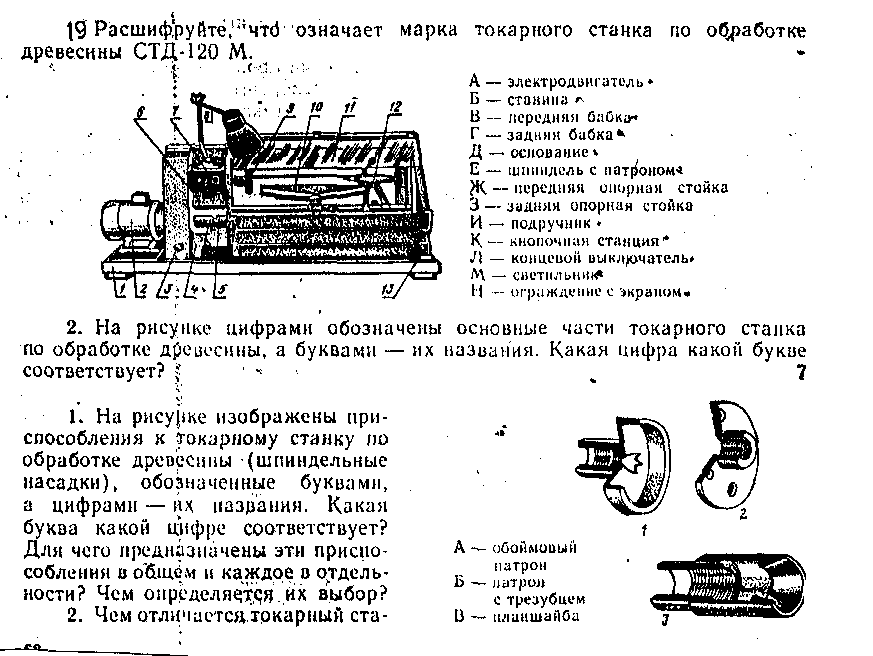 19 Расшифруйте, что означает марка токарного станка по обработке
древесины СТД-120 М.
А — электродвигатель
Б — станина
В — передняя бабка
Г — задняя бабка
Д — основание
Е — шпиндель с патроном
Ж — передняя опорная стойка
З — задняя опорная стойка
И — подручник
К — кнопочная станция
Л — концевой выключатель
М — светильник
Н — ограждение с экраном
6 7 8 9 10 11 12
1 2 3 4 5 13
2. На рисунке цифрами обозначены основные части токарного станка
по обработке древесины, а буквами — их названия. Какая цифра какой букве
соответствует?
7
1. На рисунке изображены при-
способления к токарному станку по
обработке древесины (шпиндельные
насадки), обозначенные буквами,
а цифрами — их названия. Какая
буква какой цифре соответствует?
Для чего предназначены эти приспо-
собления в общем и каждое в отдель-
ности? Чем определяется их выбор?
2. Чем отличается токарный ста-
1 2
А — обоймовый
патрон
Б — патрон
с трезубцем
В — планшайба
3